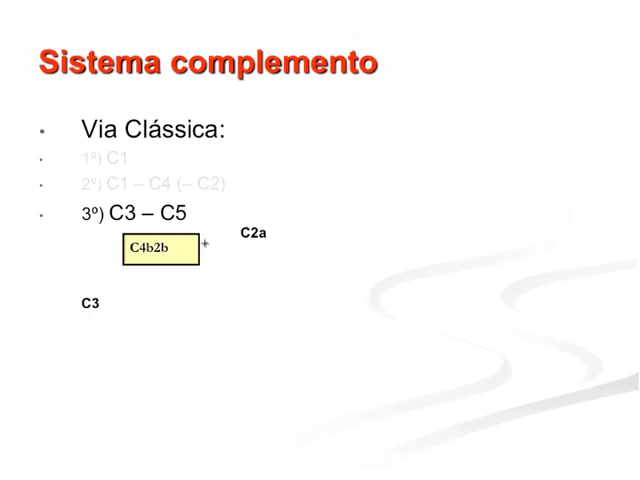 Sistema complemento
• Via Clássica:
• 1º) C1
• 2º) C1 – C4 (– C2)
• 3º) C3 – C5
C4b2b + C2a
C3